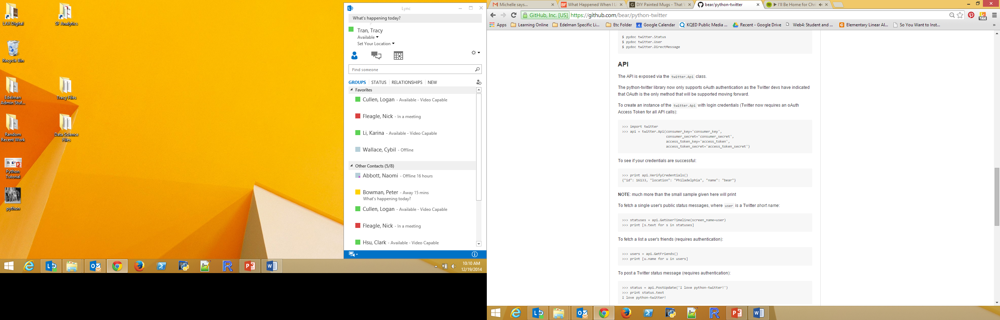 LAX Digital
SF Analytics
Recycle Bin
Edelman
Admin Stuf...
Tracy Files
Random
Recent Work
Data Science
Files
Python
Tutorial
python
Lync
What's happening today?
Tran, Tracy
Available
Set Your Location
Find someone
GROUPS STATUS RELATIONSHIPS NEW
Favorites
Cullen, Logan - Available - Video Capable
Fleagle, Nick - In a meeting
Li, Karina - Available - Video Capable
Wallace, Cybil - Offline
Other Contacts (5/8)
Abbott, Naomi - Offline 16 hours
Bowman, Peter - Away 15 mins
What's happening today?
Cullen, Logan - Available - Video Capable
Fleagle, Nick - In a meeting
Hsu, Clark - Available - Video Capable
10:10 AM
12/19/2014
Michelle says...
What Happened When I L
DIY Painted Mugs - That
bear/python-twitter
I'll Be Home for Chri
GitHub, Inc. [US] https://github.com/bear/python-twitter
144
Apps Learning Online Edelman Specific Li... Etc Folder Google Calendar KQED Public Media ... Recent - Google Drive Web4: Student and ... Elementary Linear Al... So You Want to Inst... »
$ pydoc twitter.Status
$ pydoc twitter.User
$ pydoc twitter.DirectMessage
API
The API is exposed via the twitter.Api class.
The python-twitter library now only supports oAuth authentication as the Twitter devs have indicated
that OAuth is the only method that will be supported moving forward.
To create an instance of the twitter.Api with login credentials (Twitter now requires an oAuth
Access Token for all API calls):
>>> import twitter
>>> api = twitter.Api(consumer_key='consumer_key',
consumer_secret='consumer_secret',
access_token_key='access_token',
access_token_secret='access_token_secret')
To see if your credentials are successful:
>>> print api.VerifyCredentials()
{"id": 16133, "location": "Philadelphia", "name": "bear"}
NOTE: much more than the small sample given here will print
To fetch a single user's public status messages, where user is a Twitter short name:
>>> statuses = api.GetUserTimeline(screen_name=user)
>>> print [s.text for s in statuses]
To fetch a list a user's friends (requires authentication):
>>> users = api.GetFriends()
>>> print [u.name for u in users]
To post a Twitter status message (requires authentication):
>>> status = api.PostUpdate('I love python-twitter!')
>>> print status.text
I love python-twitter!